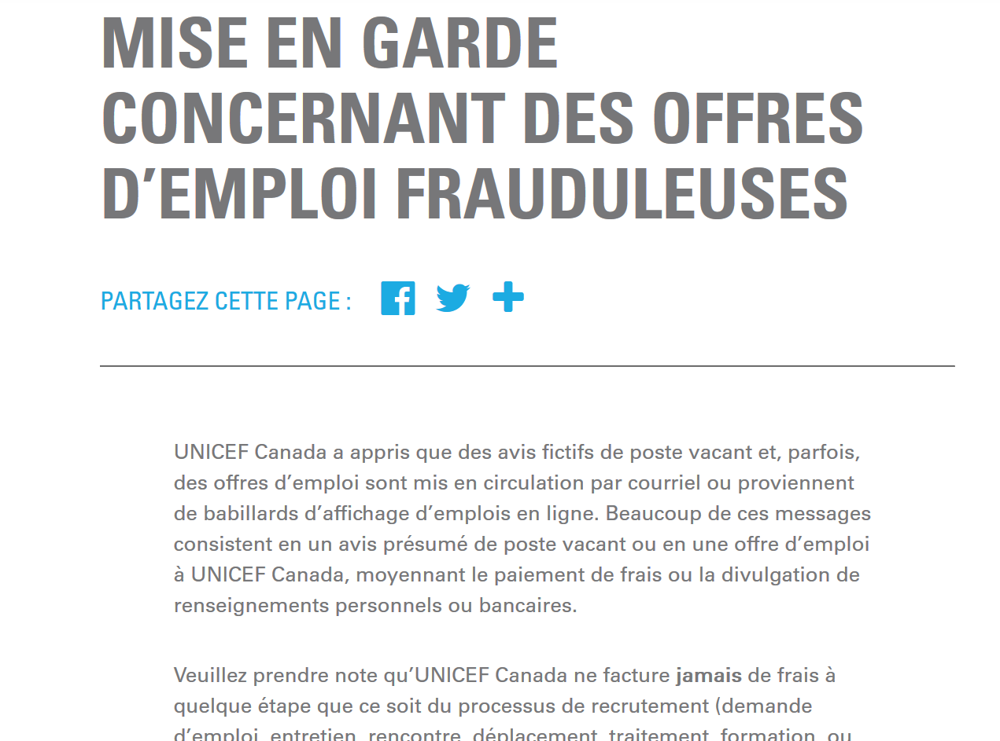 MISE EN GARDE
CONCERNANT DES OFFRES
D’EMPLOI FRAUDULEUSES
PARTAGEZ CETTE PAGE :
UNICEF Canada a appris que des avis fictifs de poste vacant et, parfois,
des offres d’emploi sont mis en circulation par courriel ou proviennent
de babillards d’affichage d’emplois en ligne. Beaucoup de ces messages
consistent en un avis présumé de poste vacant ou en une offre d’emploi
à UNICEF Canada, moyennant le paiement de frais ou la divulgation de
renseignements personnels ou bancaires.
Veuillez prendre note qu’UNICEF Canada ne facture jamais de frais à
quelque étape que ce soit du processus de recrutement (demande
d’emploi, entretien, rencontre, déplacement, traitement, formation, ou